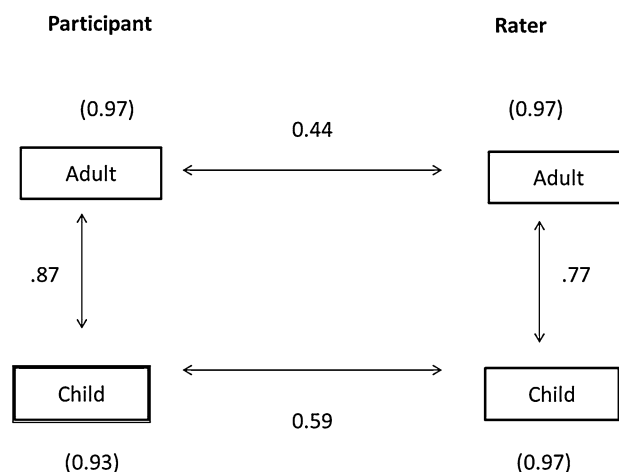 Participant Rater
(0.97) (0.97)
0.44
Adult Adult
.87 .77
Child Child
0.59
(0.93) (0.97)